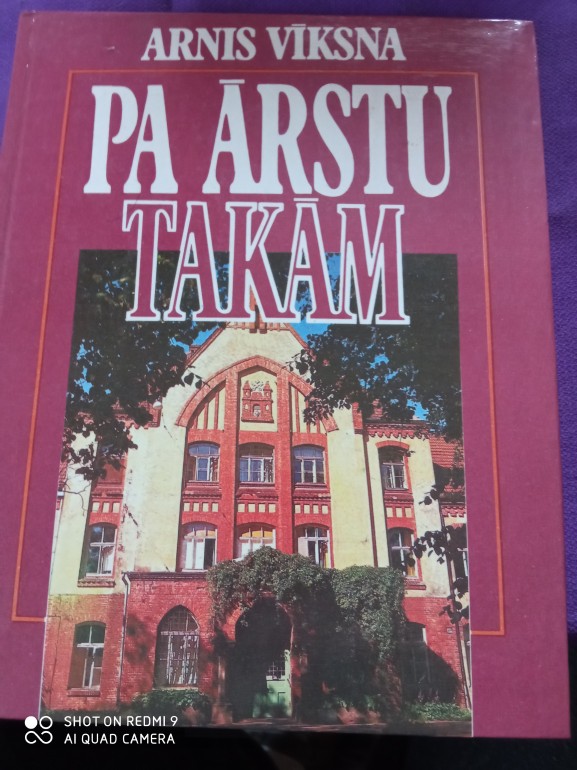 ARNIS VĪKSNA
PA ĀRSTU
TAKĀM
SHOT ON REDMI 9
AI QUAD CAMERA